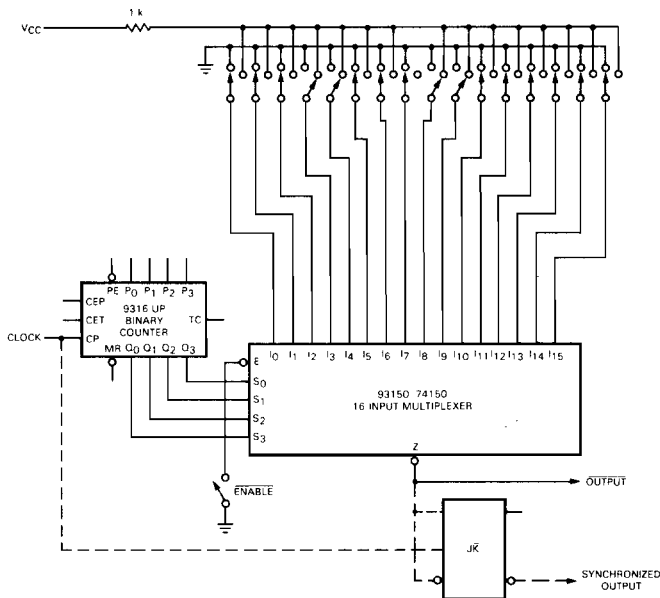 1 k
VCC
PE P0 P1 P2 P3
CEP
9316 UP
CET
BINARY
TC
COUNTER
CLOCK
CP
MR Q0 Q1 Q2 Q3
E
I0 I1 I2 I3 I4 I5 I6 I7 I8 I9 I10 I11 I12 I13 I14 I15
S0
93150 74150
S1
16 INPUT MULTIPLEXER
S2
S3
Z
ENABLE
OUTPUT
JK
SYNCHRONIZED
OUTPUT